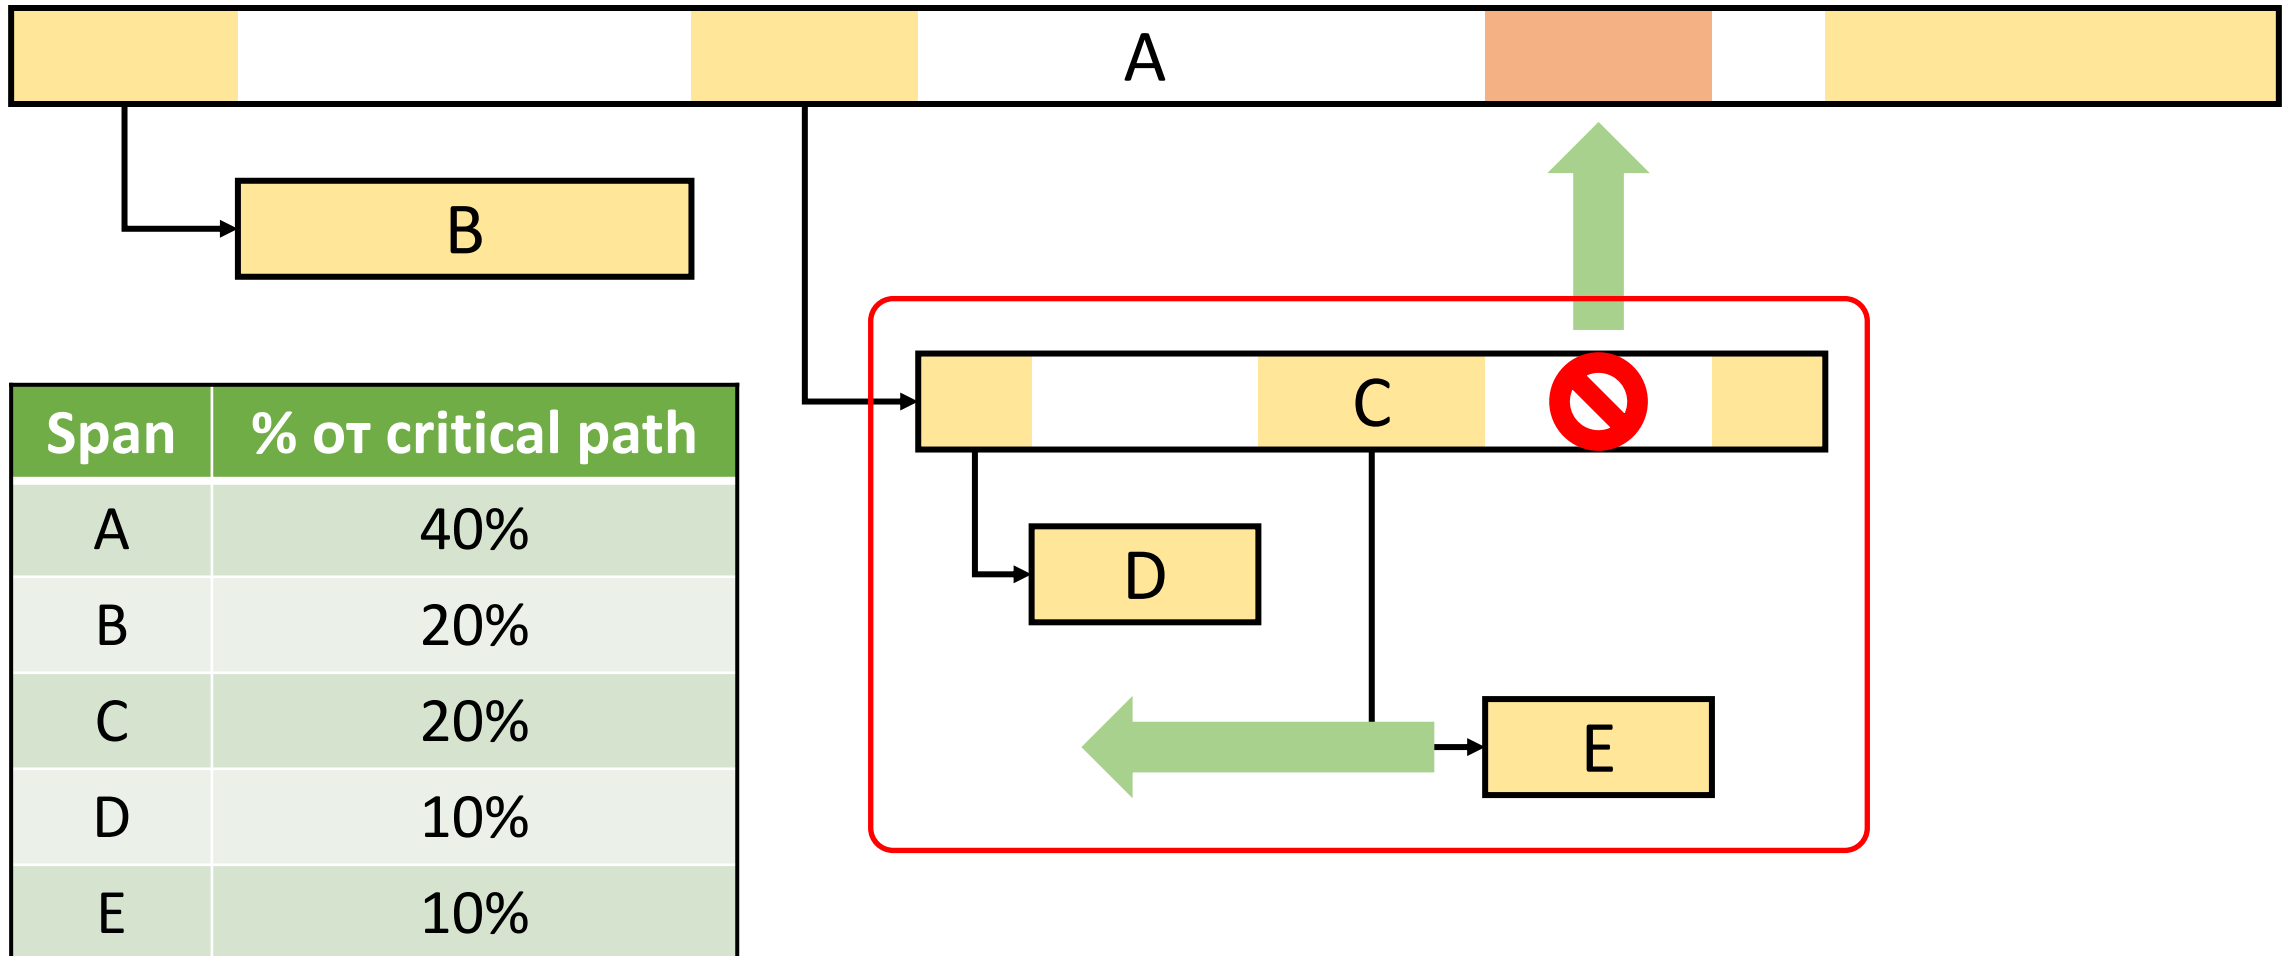 A
B
C
D
E
Span % от critical path
A 40%
B 20%
C 20%
D 10%
E 10%